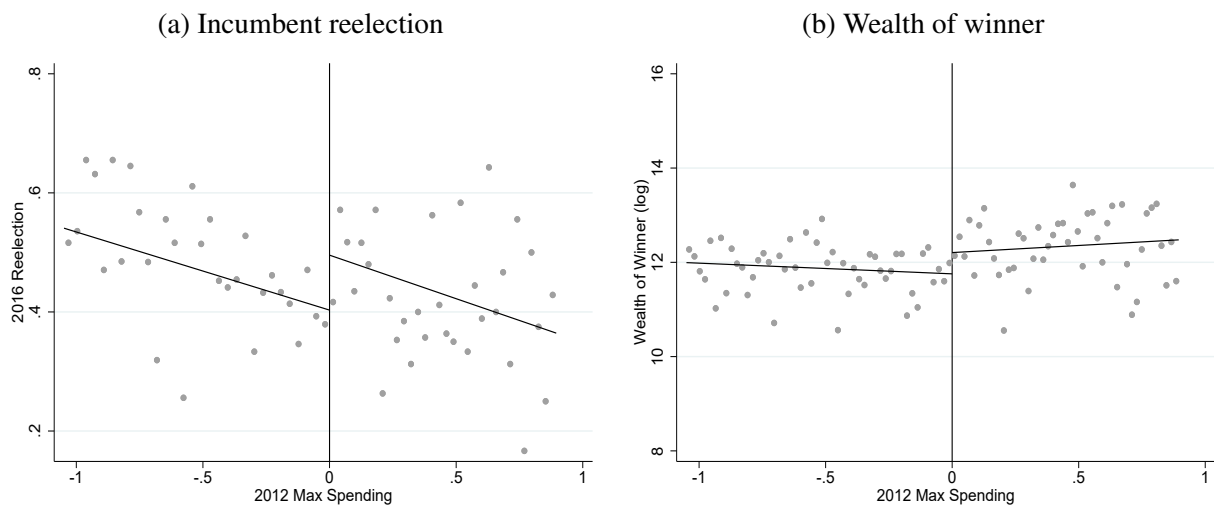 (a) Incumbent reelection
2016 Reelection
.8
.6
.4
.2
-1 -.5 0 .5 1
2012 Max Spending
(b) Wealth of winner
Wealth of Winner (log)
16
14
12
10
8
-1 -.5 0 .5 1
2012 Max Spending